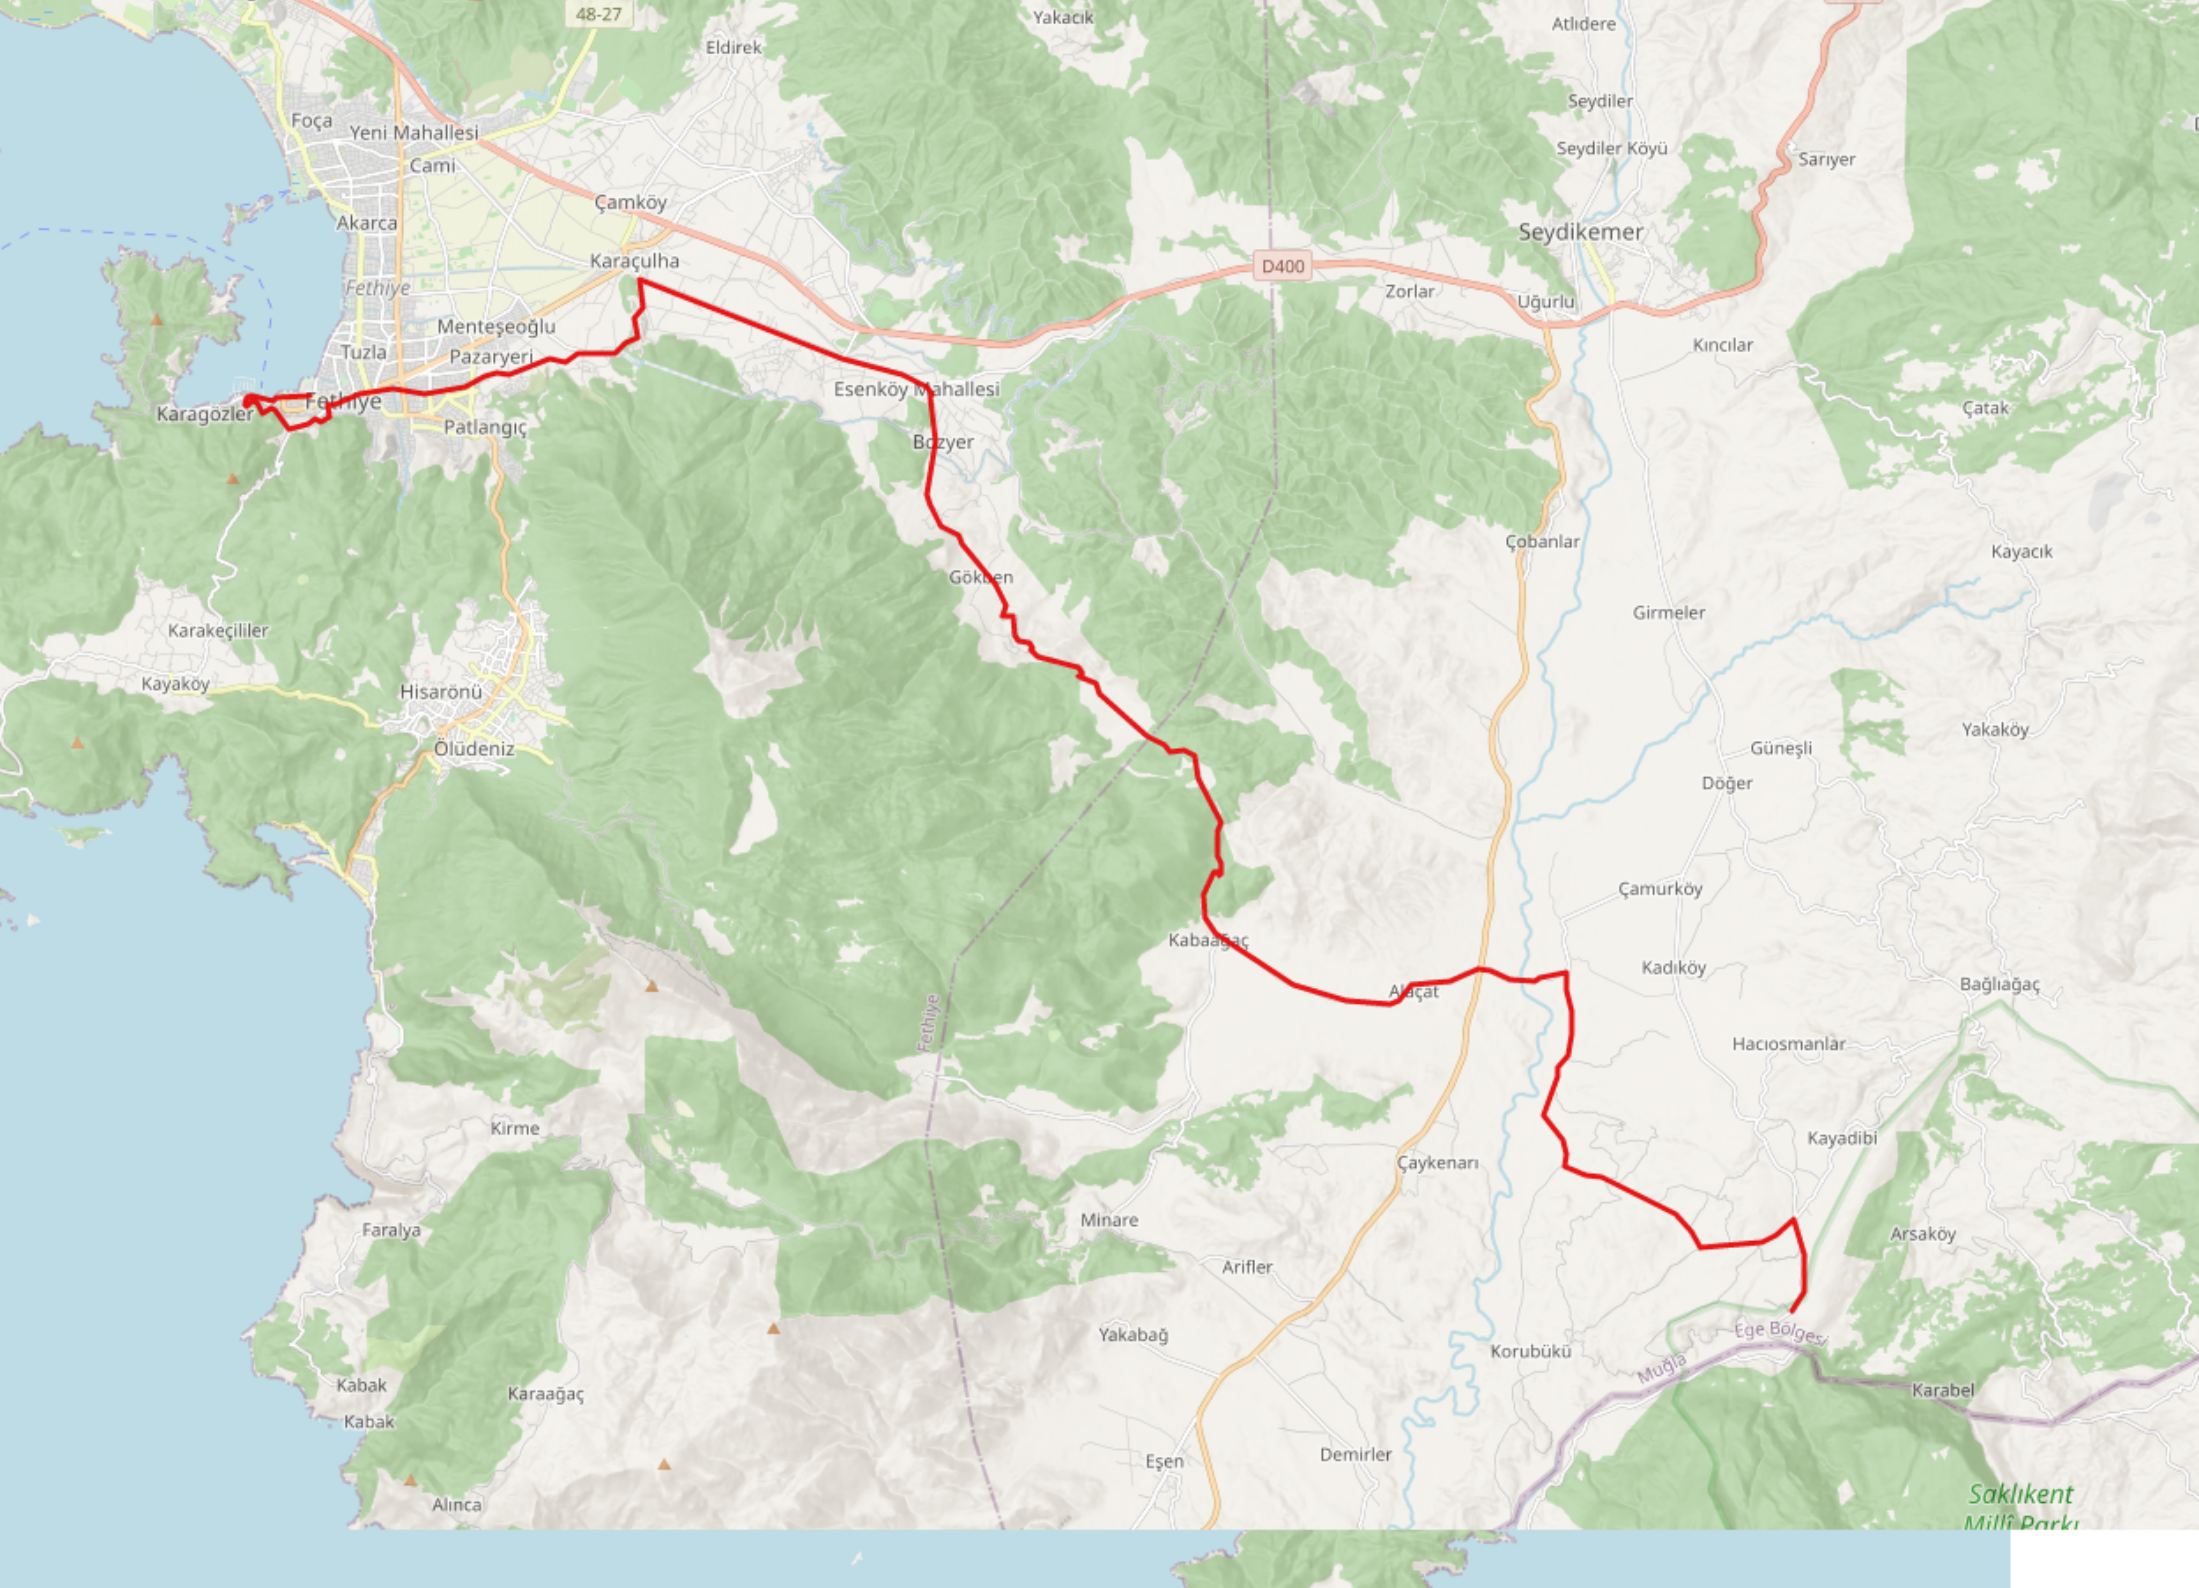 48-27
Yakacık
Atlıdere
Eldirek
Seydiler
Foça
Yeni Mahallesi
Cami
Seydiler Köyü
Sarıyer
Çamköy
Akarca
Seydikemer
Karaçulha
D400
Fethiye
Zorlar
Uğurlu
Menteşeoğlu
Kıncılar
Tuzla
Pazaryeri
Esenköy Mahallesi
Karagözler
Fethiye
Çatak
Patlangıç
Bozyer
Çobanlar
Kayacık
Gökben
Girmeler
Karakeçililer
Kayaköy
Hisarönü
Yakaköy
Ölüdeniz
Güneşli
Döğer
Çamurköy
Kabaağaç
Kadıköy
Bağlıağaç
Alaçat
Fethiye
Hacıosmanlar
Kirme
Kayadibi
Çaykenarı
Minare
Faralya
Arsaköy
Arifler
Yakabağ
Ege Bölgesi
Korubükü
Muğla
Kabak
Karaağaç
Karabel
Kabak
Demirler
Eşen
Saklıkent
Millî Parkı
Alınca